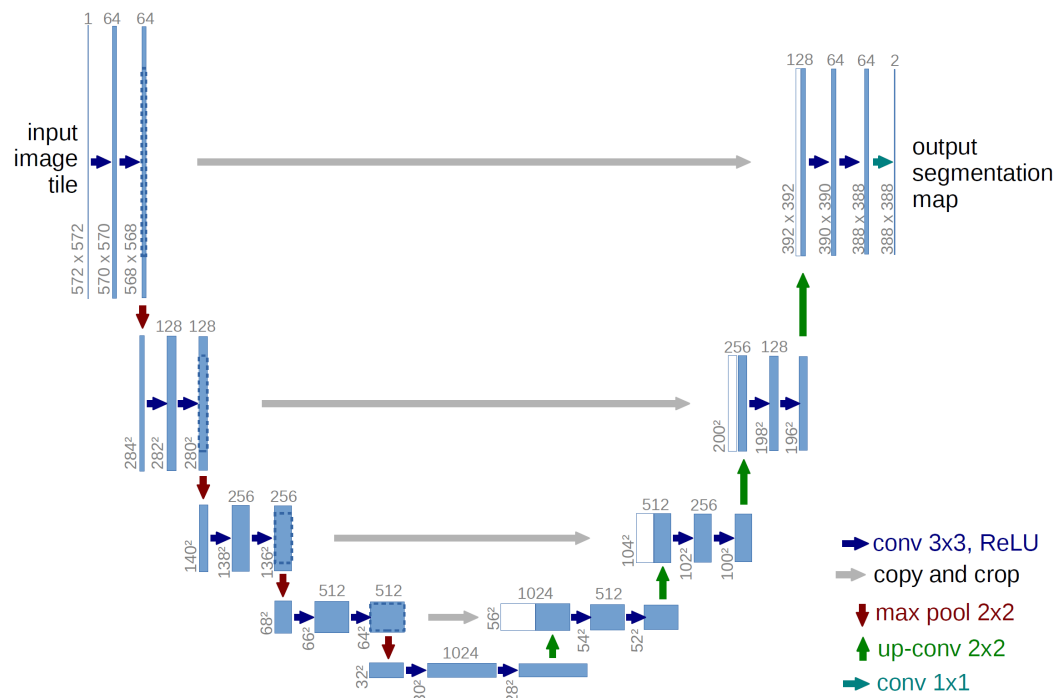 1 64 64
input
image
tile
572 x 572
570 x 570
568 x 568
128
64
64
2
392 x 392
390 x 390
388 x 388
388 x 388
output
segmentation
map
128
128
284²
282²
280²
256
128
200²
198²
196²
256
256
140²
138²
136²
512
256
104²
102²
100²
512
512
68²
66²
64²
1024
512
56²
54²
52²
1024
32²
30²
28²
conv 3x3, ReLU
copy and crop
max pool 2x2
up-conv 2x2
conv 1x1